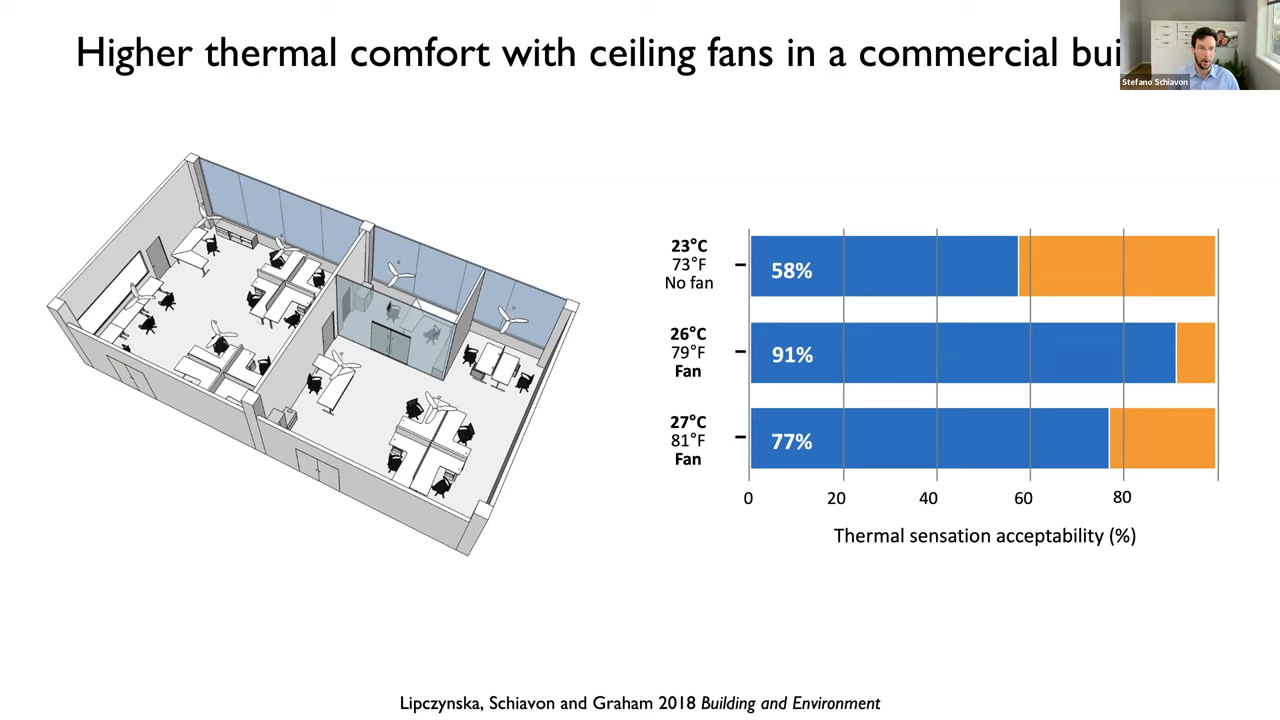 Higher thermal comfort with ceiling fans in a commercial bui
Stefano Schiavon
23°C
73°F
No fan
58%
26°C
79°F
Fan
91%
27°C
81°F
Fan
77%
0 20 40 60 80
Thermal sensation acceptability (%)
Lipczynska, Schiavon and Graham 2018 Building and Environment